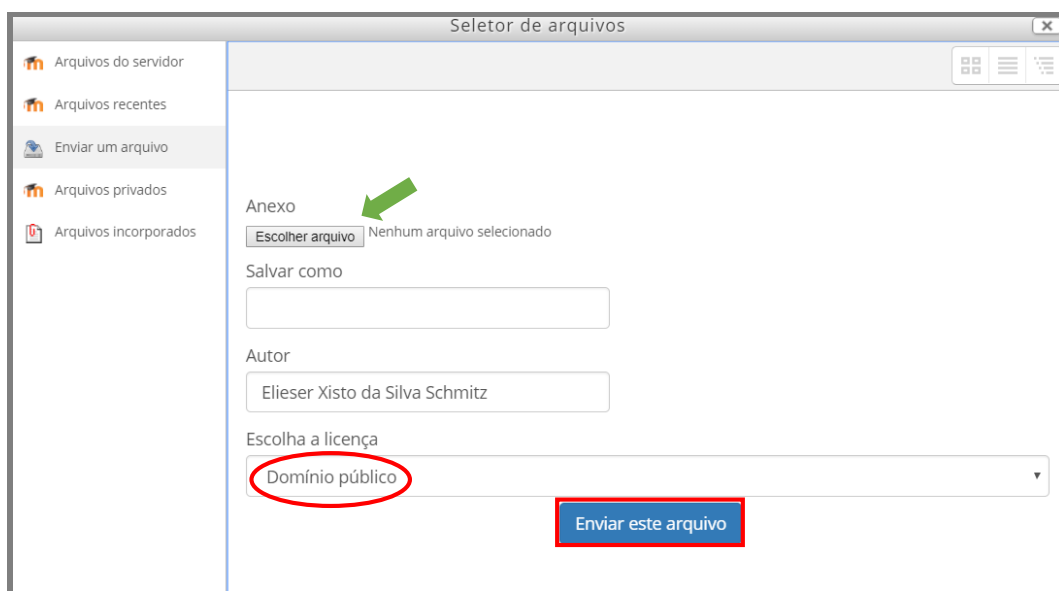 Seletor de arquivos
Arquivos do servidor
Arquivos recentes
Enviar um arquivo
Arquivos privados
Arquivos incorporados
Anexo
Escolher arquivo Nenhum arquivo selecionado
Salvar como
Autor
Elieser Xisto da Silva Schmitz
Escolha a licença
Domínio público
Enviar este arquivo